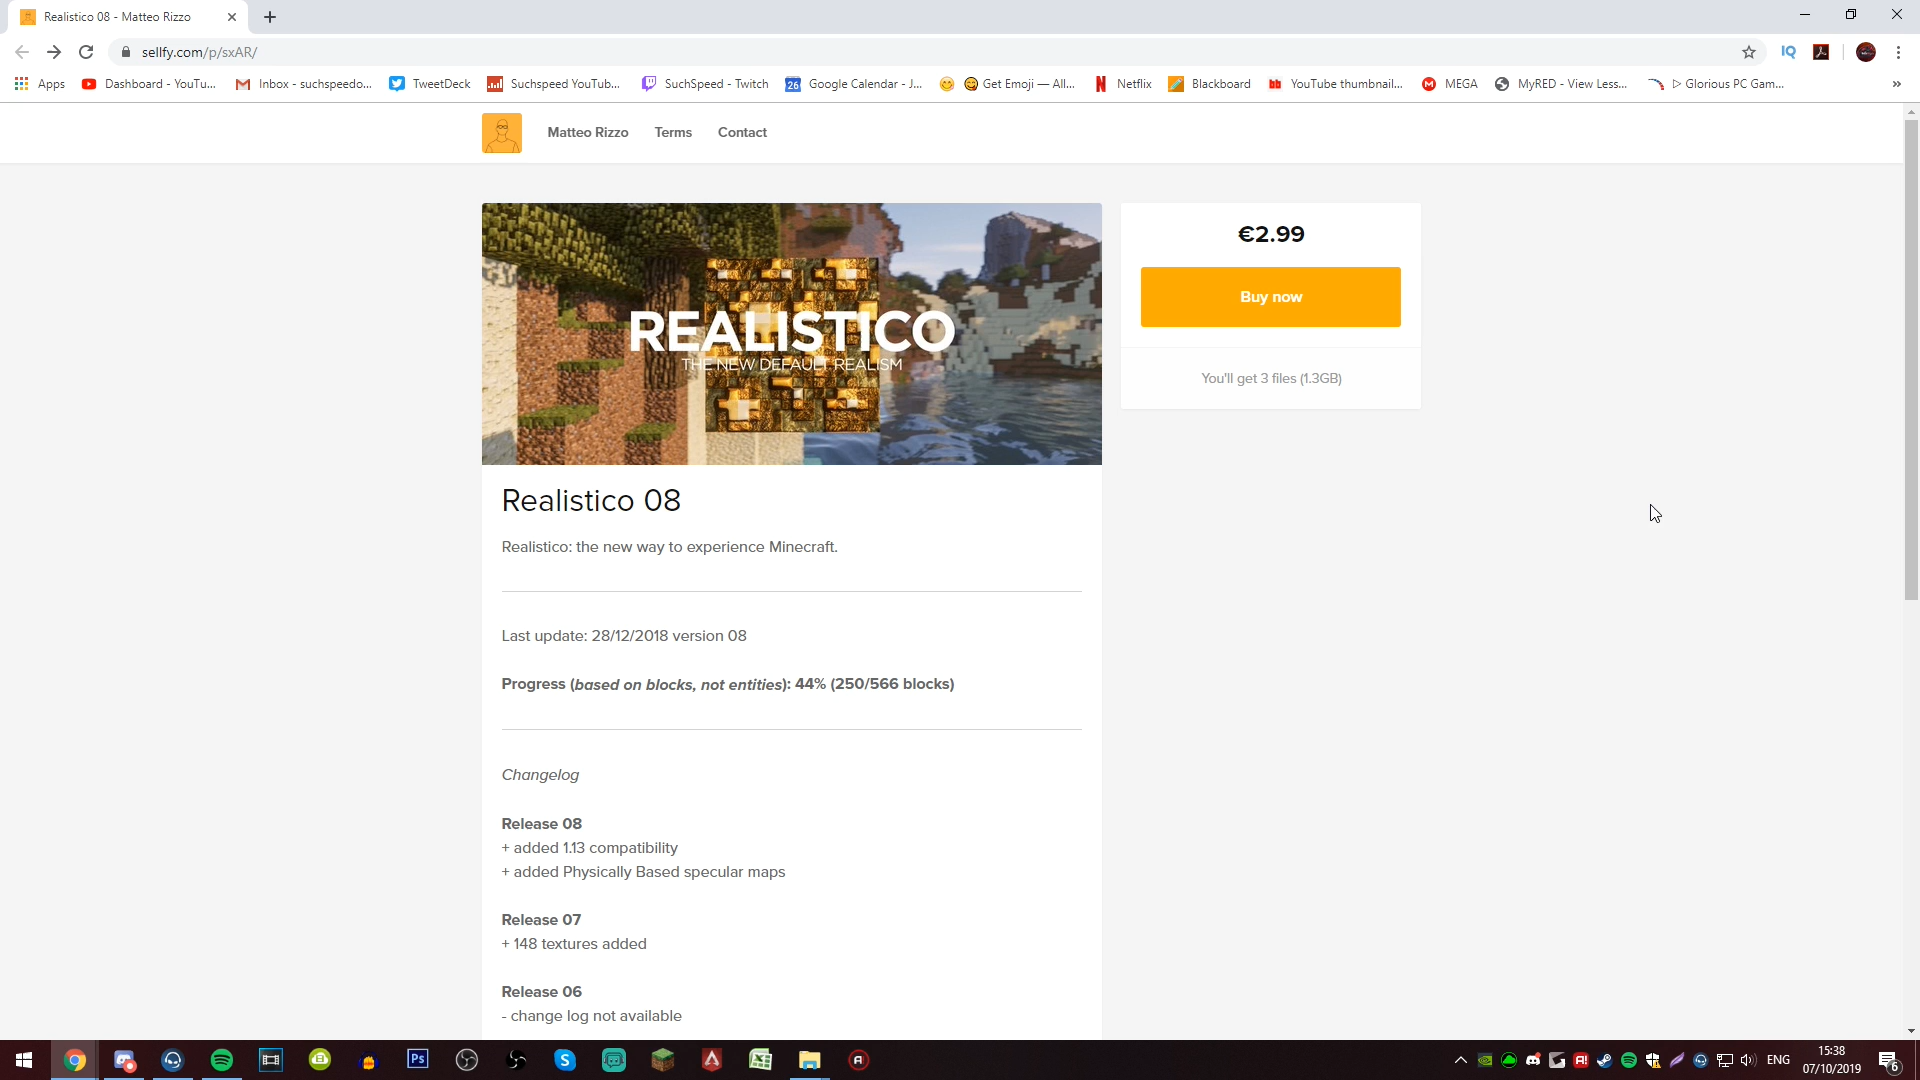 Realistico 08 - Matteo Rizzo
sellfy.com/p/sxAR/
IQ
Apps
Dashboard - YouTu...
Inbox - suchspeedo...
TweetDeck
Suchspeed YouTub...
SuchSpeed - Twitch
26
Google Calendar - J...
Get Emoji — All...
Netflix
Blackboard
YouTube thumbnail...
MEGA
MyRED - View Less...
▷ Glorious PC Gam...
»
Matteo Rizzo
Terms
Contact
REALISTICO
THE NEW DEFAULT REALISM
€2.99
Buy now
You'll get 3 files (1.3GB)
Realistico 08
Realistico: the new way to experience Minecraft.
Last update: 28/12/2018 version 08
Progress (based on blocks, not entities): 44% (250/566 blocks)
Changelog
Release 08
+ added 1.13 compatibility
+ added Physically Based specular maps
Release 07
+ 148 textures added
Release 06
- change log not available
Ps
ENG
15:38
07/10/2019
6